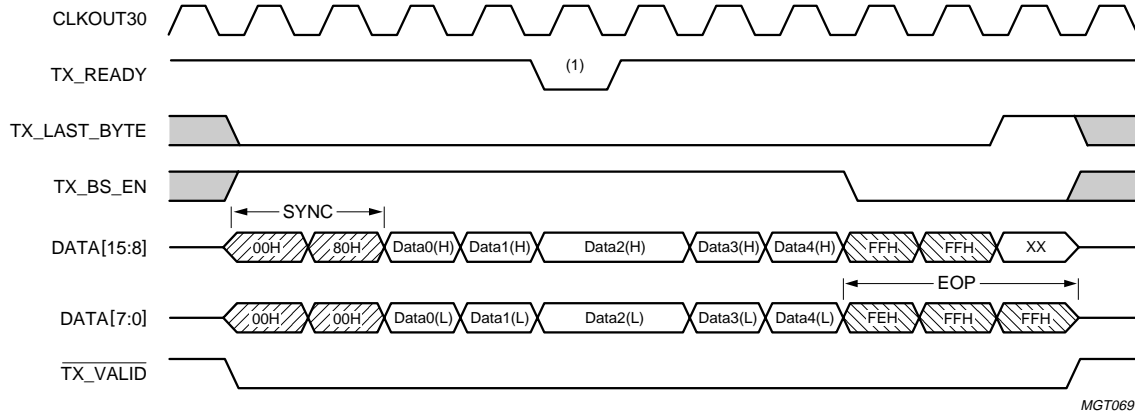 CLKOUT30
TX_READY
(1)
TX_LAST_BYTE
TX_BS_EN
SYNC
DATA[15:8]
00H 80H Data0(H) Data1(H) Data2(H) Data3(H) Data4(H) FFH FFH XX
EOP
DATA[7:0]
00H 00H Data0(L) Data1(L) Data2(L) Data3(L) Data4(L) FEH FFH FFH
TX_VALID
MGT069